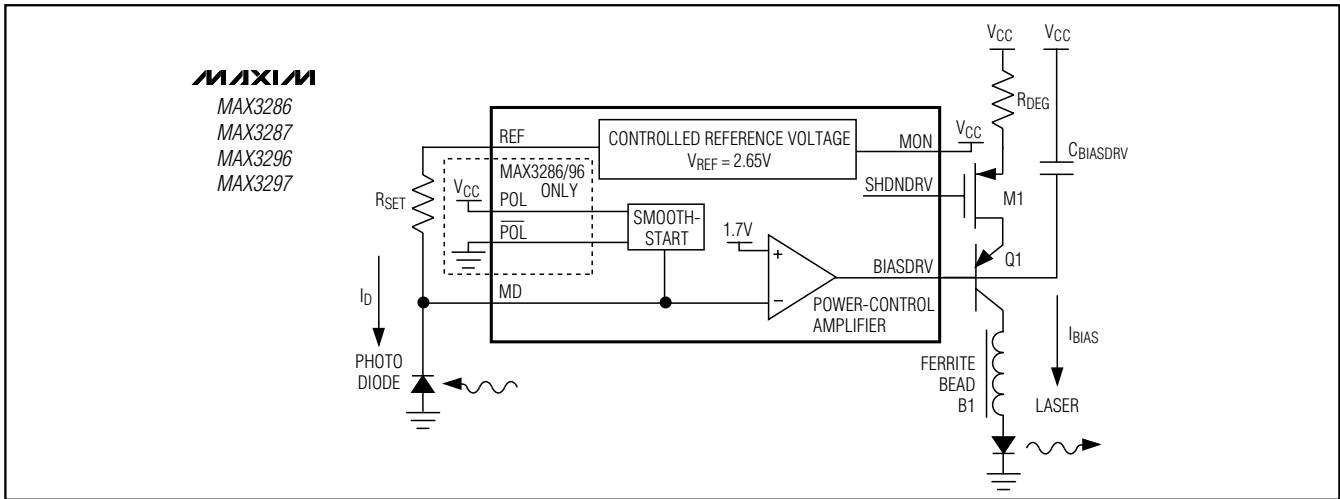 MAXIM
MAX3286
MAX3287
MAX3296
MAX3297
VCC
VCC
RDEG
REF
CONTROLLED REFERENCE VOLTAGE
VREF = 2.65V
MON
VCC
CBIASDRV
MAX3286/96
ONLY
VCC
POL
RSET
POL
SMOOTH-
START
SHDNDRV
M1
1.7V
+
BIASDRV
Q1
ID
MD
−
POWER-CONTROL
AMPLIFIER
IBIAS
PHOTO
DIODE
FERRITE
BEAD
B1
LASER